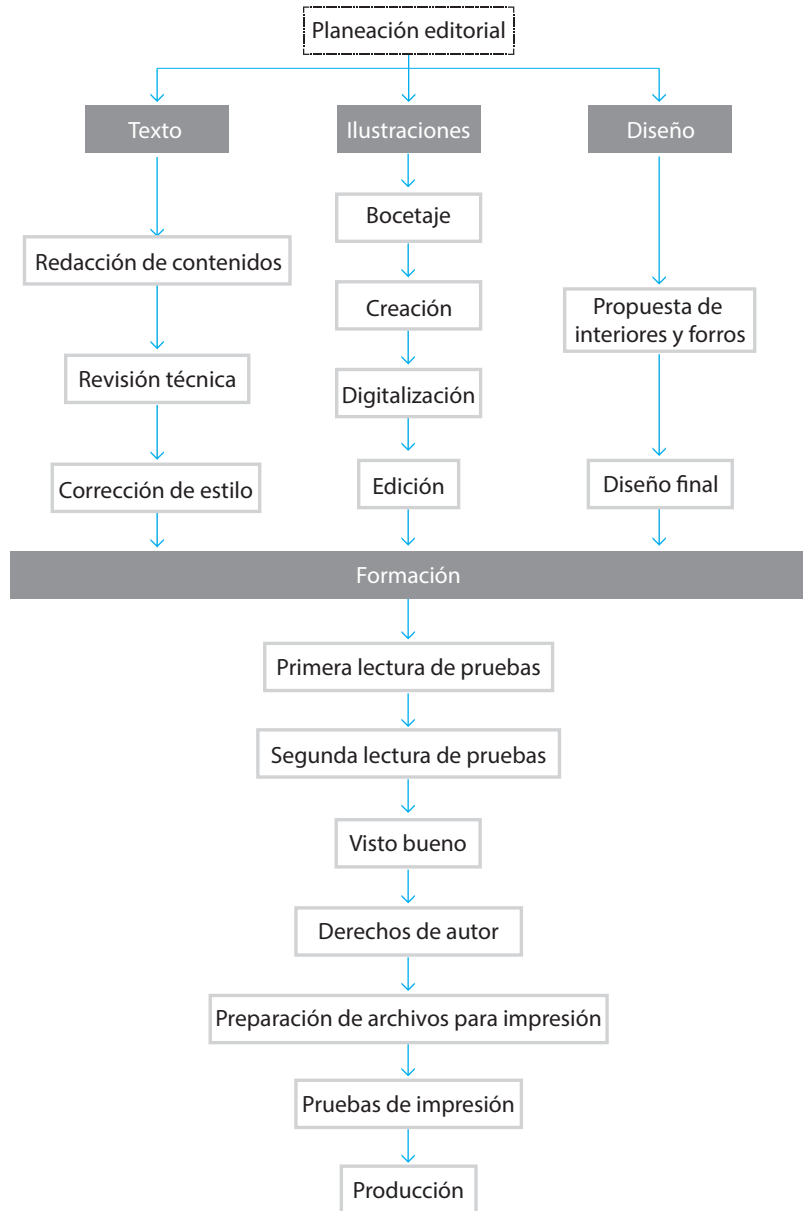 Planeación editorial
Texto
Ilustraciones
Diseño
Bocetaje
Redacción de contenidos
Creación
Propuesta de
interiores y forros
Revisión técnica
Digitalización
Corrección de estilo
Edición
Diseño final
Formación
Primera lectura de pruebas
Segunda lectura de pruebas
Visto bueno
Derechos de autor
Preparación de archivos para impresión
Pruebas de impresión
Producción